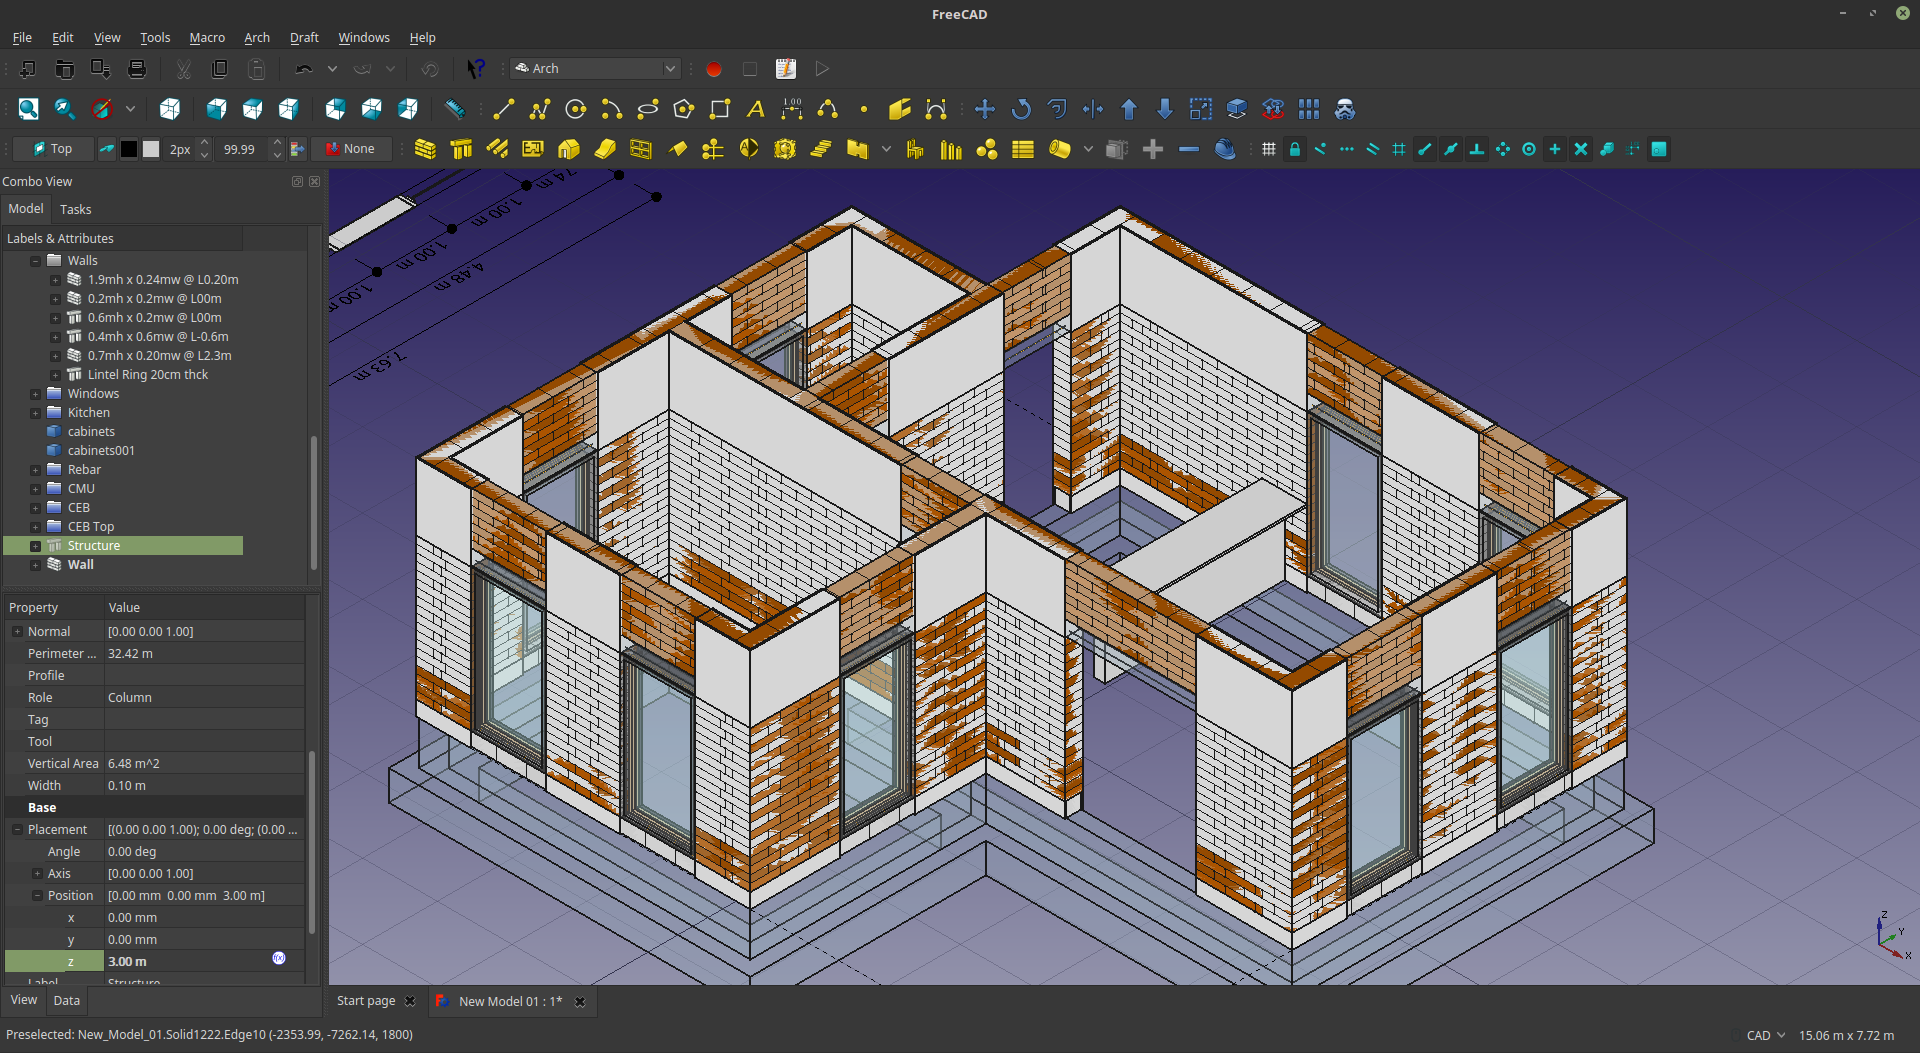 FreeCAD
File Edit View Tools Macro Arch Draft Windows Help
Arch
1.00
Top 2px 99.99 None
Combo View
Model Tasks
Labels & Attributes
Walls
1.9mh x 0.24mw @ L0.20m
0.2mh x 0.2mw @ L00m
0.6mh x 0.2mw @ L00m
0.4mh x 0.6mw @ L-0.6m
0.7mh x 0.20mw @ L2.3m
Lintel Ring 20cm thck
Windows
Kitchen
cabinets
cabinets001
Rebar
CMU
CEB
CEB Top
Structure
Wall
Property Value
Normal [0.00 0.00 1.00]
Perimeter ... 32.42 m
Profile
Role Column
Tag
Tool
Vertical Area 6.48 m^2
Width 0.10 m
Base
Placement [(0.00 0.00 1.00); 0.00 deg; (0.00 ...
Angle 0.00 deg
Axis [0.00 0.00 1.00]
Position [0.00 mm 0.00 mm 3.00 m]
x 0.00 mm
y 0.00 mm
z 3.00 m
Label Structure
View Data
74 m
1.00 m
1.00 m
4.48 m
1.00 m
7.63 m
Z
Y
X
Start page New Model 01 : 1*
Preselected: New_Model_01.Solid1222.Edge10 (-2353.99, -7262.14, 1800)
CAD 15.06 m x 7.72 m